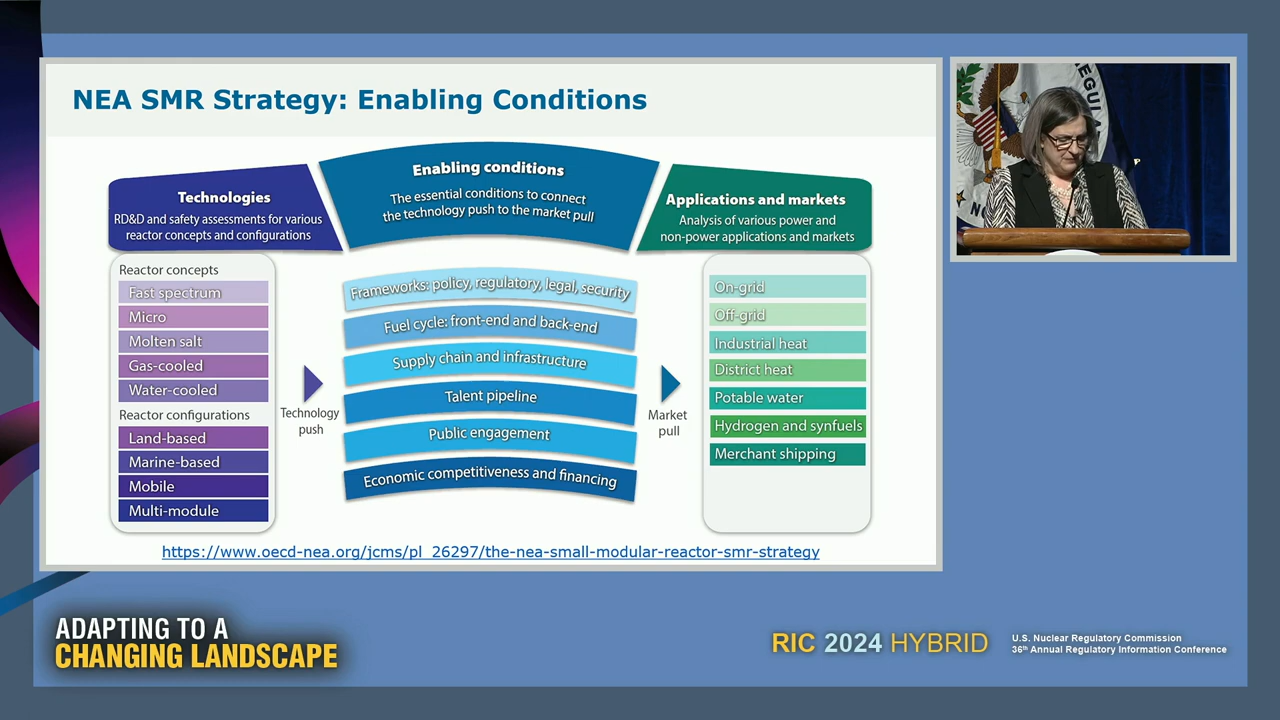 NEA SMR Strategy: Enabling Conditions
Technologies
RD&D and safety assessments for various
reactor concepts and configurations
Enabling conditions
The essential conditions to connect
the technology push to the market pull
Applications and markets
Analysis of various power and
non-power applications and markets
Reactor concepts
Fast spectrum
Micro
Molten salt
Gas-cooled
Water-cooled
Reactor configurations
Land-based
Marine-based
Mobile
Multi-module
Technology
push
Frameworks: policy, regulatory, legal, security
Fuel cycle: front-end and back-end
Supply chain and infrastructure
Talent pipeline
Public engagement
Economic competitiveness and financing
Market
pull
On-grid
Off-grid
Industrial heat
District heat
Potable water
Hydrogen and synfuels
Merchant shipping
https://www.oecd-nea.org/jcms/pl_26297/the-nea-small-modular-reactor-smr-strategy
ADAPTING TO A
CHANGING LANDSCAPE
RIC 2024 HYBRID
U.S. Nuclear Regulatory Commission
36th Annual Regulatory Information Conference